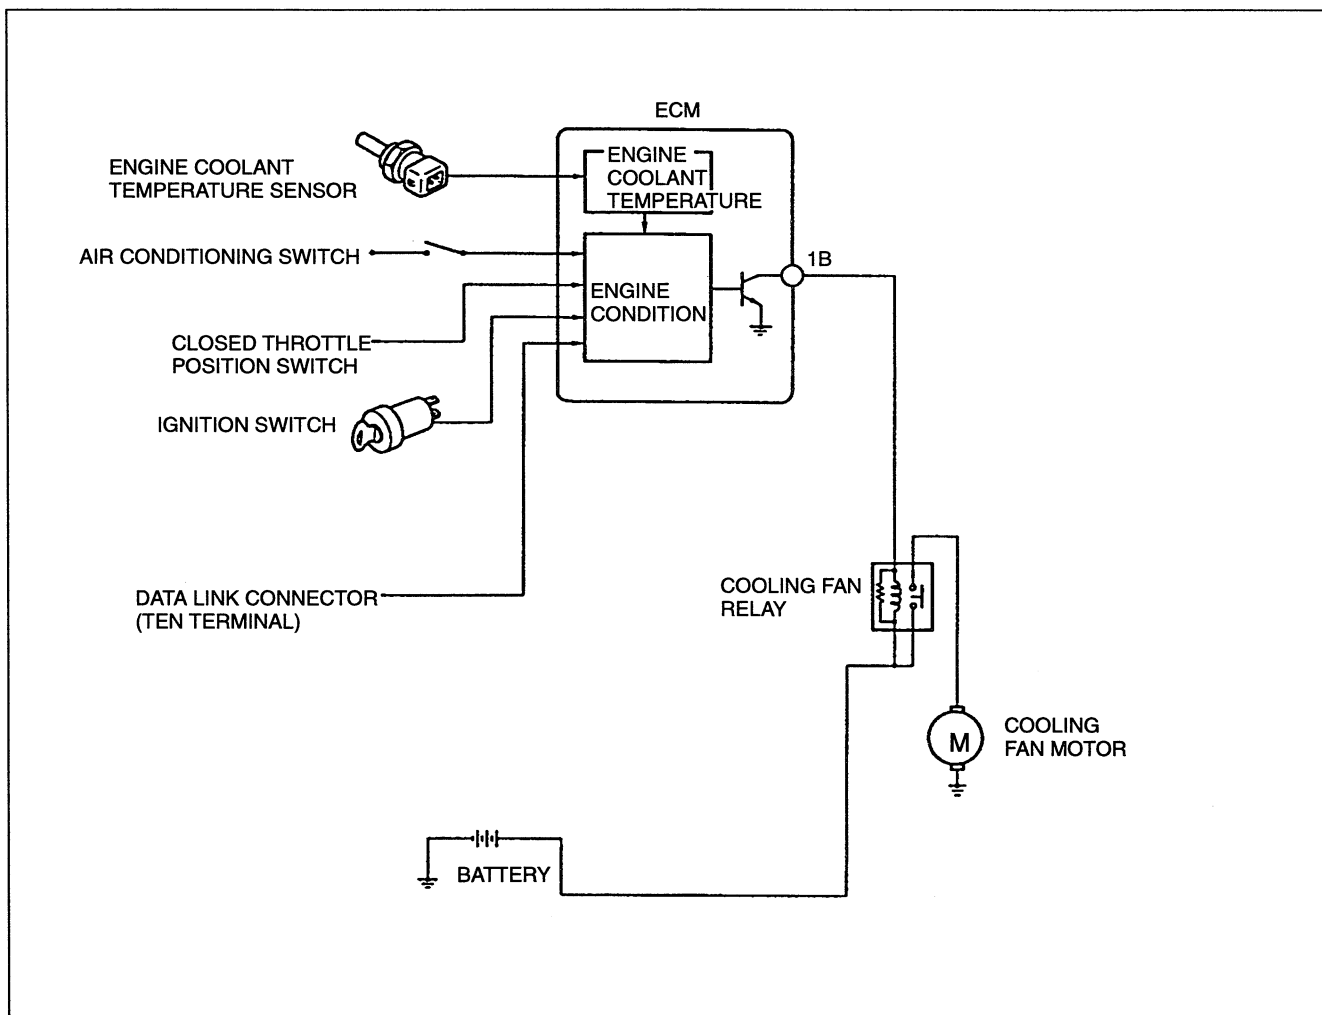 ECM
ENGINE COOLANT
TEMPERATURE SENSOR
ENGINE
COOLANT
TEMPERATURE
AIR CONDITIONING SWITCH
1B
ENGINE
CONDITION
CLOSED THROTTLE
POSITION SWITCH
IGNITION SWITCH
DATA LINK CONNECTOR
(TEN TERMINAL)
COOLING FAN
RELAY
M
COOLING
FAN MOTOR
BATTERY